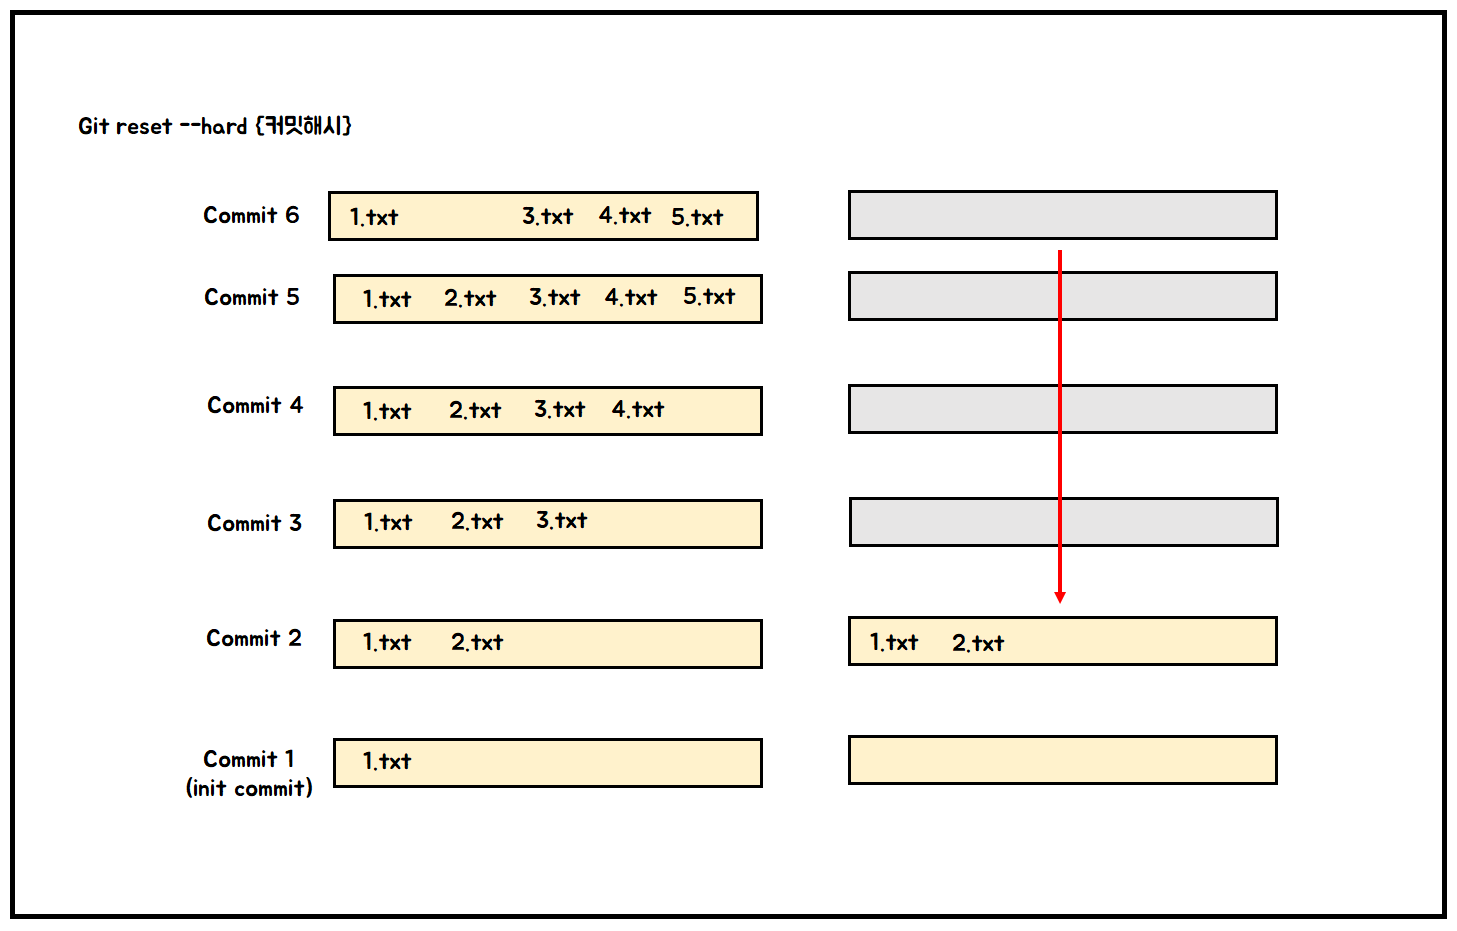 Git reset --hard {커밋해시}
Commit 6 1.txt 3.txt 4.txt 5.txt
Commit 5 1.txt 2.txt 3.txt 4.txt 5.txt
Commit 4 1.txt 2.txt 3.txt 4.txt
Commit 3 1.txt 2.txt 3.txt
Commit 2 1.txt 2.txt 1.txt 2.txt
Commit 1 1.txt
(init commit)